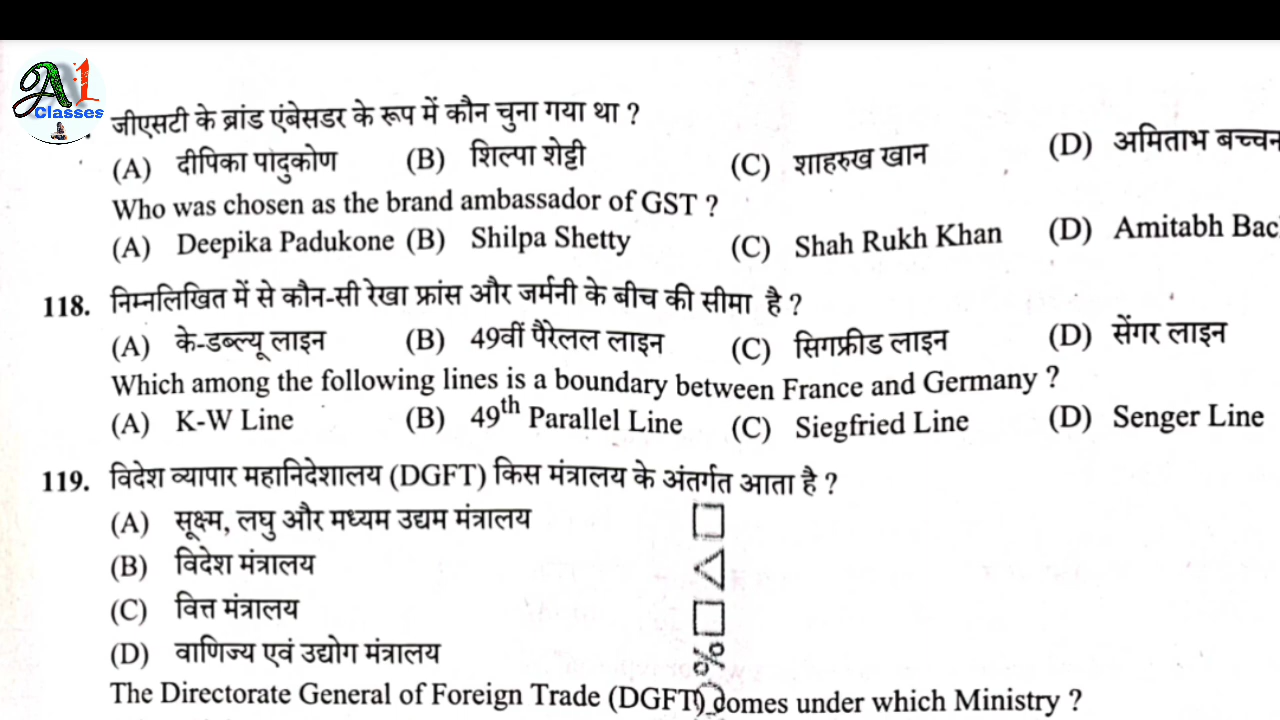 A1
Classes
जीएसटी के ब्रांड एंबेसडर के रूप में कौन चुना गया था ?
(A) दीपिका पादुकोण (B) शिल्पा शेट्टी (C) शाहरुख खान (D) अमिताभ बच्चन
Who was chosen as the brand ambassador of GST ?
(A) Deepika Padukone (B) Shilpa Shetty (C) Shah Rukh Khan (D) Amitabh Bac
118. निम्नलिखित में से कौन-सी रेखा फ्रांस और जर्मनी के बीच की सीमा है ?
(A) के-डब्ल्यू लाइन (B) 49वीं पैरेलल लाइन (C) सिगफ्रीड लाइन (D) सेंगर लाइन
Which among the following lines is a boundary between France and Germany ?
(A) K-W Line (B) 49th Parallel Line (C) Siegfried Line (D) Senger Line
119. विदेश व्यापार महानिदेशालय (DGFT) किस मंत्रालय के अंतर्गत आता है ?
(A) सूक्ष्म, लघु और मध्यम उद्यम मंत्रालय
(B) विदेश मंत्रालय
(C) वित्त मंत्रालय
(D) वाणिज्य एवं उद्योग मंत्रालय
The Directorate General of Foreign Trade (DGFT) comes under which Ministry ?